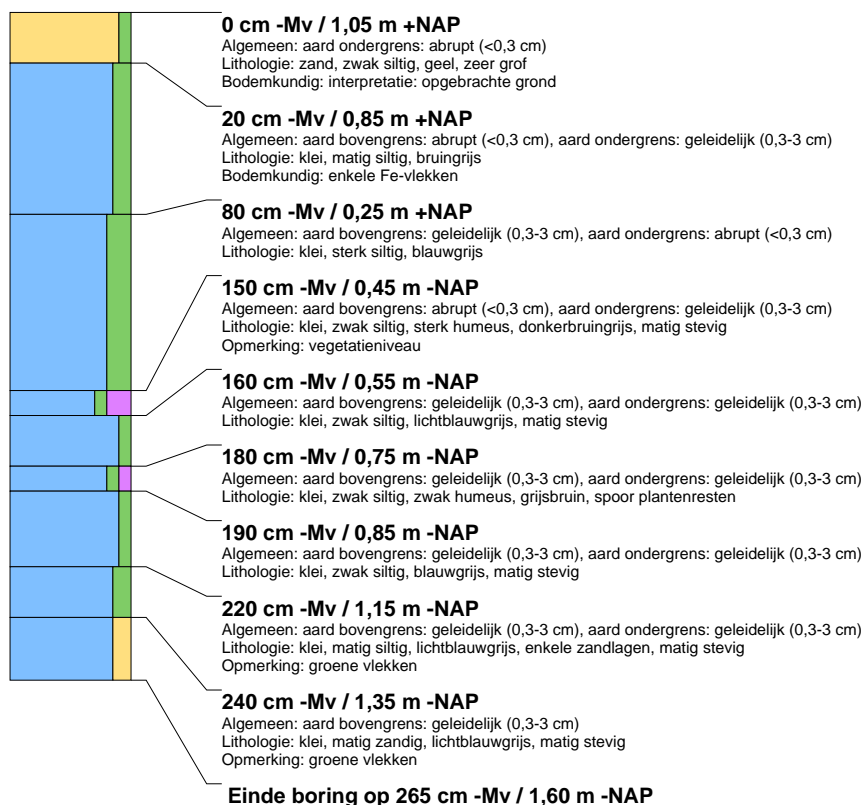 0 cm -Mv / 1,05 m +NAP
Algemeen: aard ondergrens: abrupt (<0,3 cm)
Lithologie: zand, zwak siltig, geel, zeer grof
Bodemkundig: interpretatie: opgebrachte grond
20 cm -Mv / 0,85 m +NAP
Algemeen: aard bovengrens: abrupt (<0,3 cm), aard ondergrens: geleidelijk (0,3-3 cm)
Lithologie: klei, matig siltig, bruingrijs
Bodemkundig: enkele Fe-vlekken
80 cm -Mv / 0,25 m +NAP
Algemeen: aard bovengrens: geleidelijk (0,3-3 cm), aard ondergrens: abrupt (<0,3 cm)
Lithologie: klei, sterk siltig, blauwgrijs
150 cm -Mv / 0,45 m -NAP
Algemeen: aard bovengrens: abrupt (<0,3 cm), aard ondergrens: geleidelijk (0,3-3 cm)
Lithologie: klei, zwak siltig, sterk humeus, donkerbruingrijs, matig stevig
Opmerking: vegetatieniveau
160 cm -Mv / 0,55 m -NAP
Algemeen: aard bovengrens: geleidelijk (0,3-3 cm), aard ondergrens: geleidelijk (0,3-3 cm)
Lithologie: klei, zwak siltig, lichtblauwgrijs, matig stevig
180 cm -Mv / 0,75 m -NAP
Algemeen: aard bovengrens: geleidelijk (0,3-3 cm), aard ondergrens: geleidelijk (0,3-3 cm)
Lithologie: klei, zwak siltig, zwak humeus, grijsbruin, spoor plantenresten
190 cm -Mv / 0,85 m -NAP
Algemeen: aard bovengrens: geleidelijk (0,3-3 cm), aard ondergrens: geleidelijk (0,3-3 cm)
Lithologie: klei, zwak siltig, blauwgrijs, matig stevig
220 cm -Mv / 1,15 m -NAP
Algemeen: aard bovengrens: geleidelijk (0,3-3 cm), aard ondergrens: geleidelijk (0,3-3 cm)
Lithologie: klei, matig siltig, lichtblauwgrijs, enkele zandlagen, matig stevig
Opmerking: groene vlekken
240 cm -Mv / 1,35 m -NAP
Algemeen: aard bovengrens: geleidelijk (0,3-3 cm)
Lithologie: klei, matig zandig, lichtblauwgrijs, matig stevig
Opmerking: groene vlekken
Einde boring op 265 cm -Mv / 1,60 m -NAP